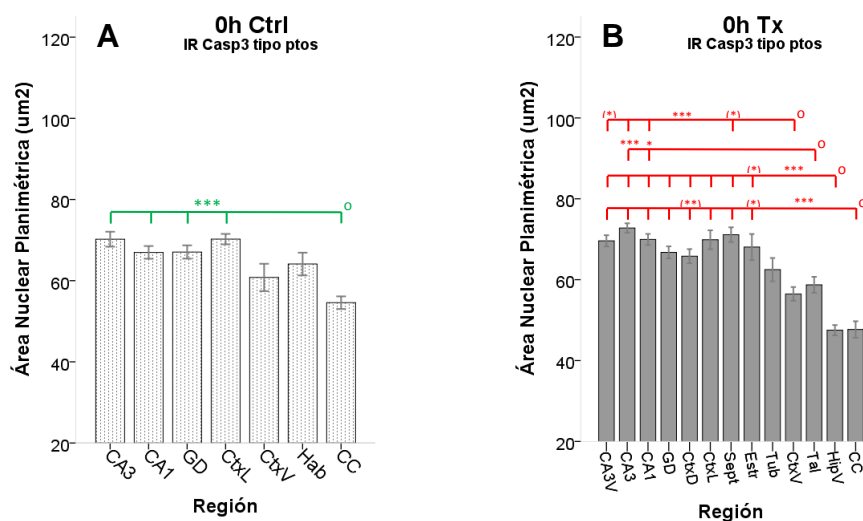 A
0h Ctrl
IR Casp3 tipo ptos
Área Nuclear Planimétrica (um2)
120
100
80
60
40
20
*** o
CA3 CA1 GD CtxL CtxV Hab CC
Región
B
0h Tx
IR Casp3 tipo ptos
Área Nuclear Planimétrica (um2)
120
100
80
60
40
20
(*) *** (*) o
*** * o
(*) *** o
(**) (*) *** o
CA3V CA3 CA1 GD CtxD CtxL Sept Estr Tub CtxV Tal HipV CC
Región